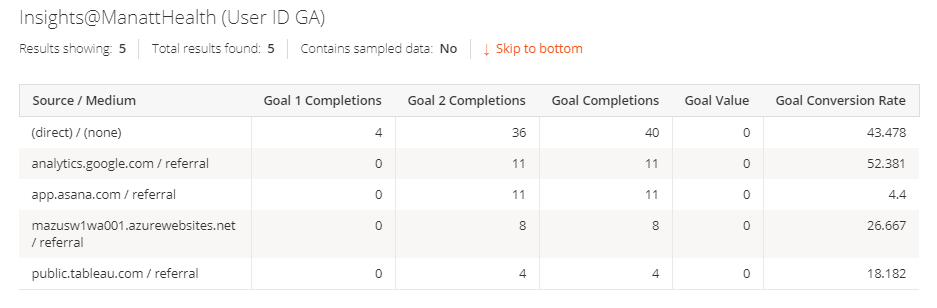 Insights@ManattHealth (User ID GA)
Results showing: 5 Total results found: 5 Contains sampled data: No ↓ Skip to bottom
Source / Medium Goal 1 Completions Goal 2 Completions Goal Completions Goal Value Goal Conversion Rate
(direct) / (none) 4 36 40 0 43.478
analytics.google.com / referral 0 11 11 0 52.381
app.asana.com / referral 0 11 11 0 4.4
mazusw1wa001.azurewebsites.net 0 8 8 0 26.667
/ referral
public.tableau.com / referral 0 4 4 0 18.182